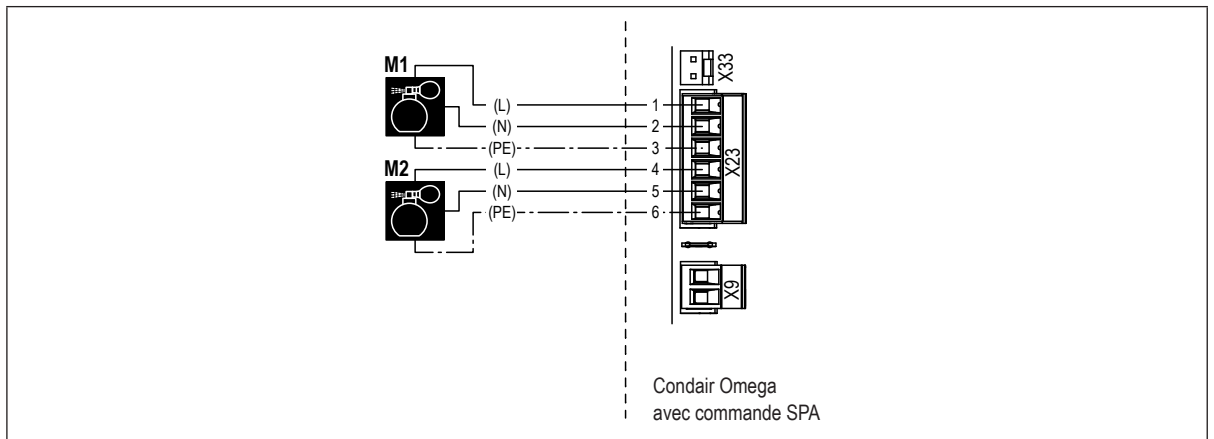 M1
X33
(L) 1
(N) 2
(PE) 3
M2
(L) 4
(N) 5
(PE) 6
X23
X9
Condair Omega
avec commande SPA